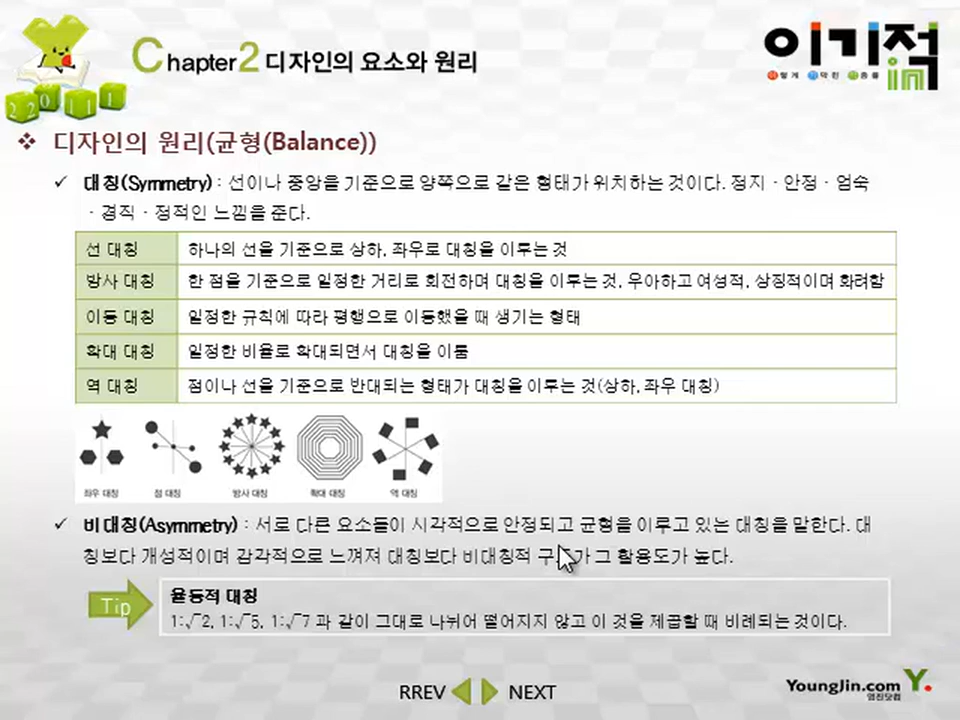 Chapter2 디자인의 요소와 원리
이기적in
2011
디자인의 원리(균형(Balance))
대칭(Symmetry) : 선이나 중앙을 기준으로 양쪽으로 같은 형태가 위치하는 것이다. 정지 · 안정 · 엄숙
· 경직 · 정적인 느낌을 준다.
선 대칭 하나의 선을 기준으로 상하, 좌우로 대칭을 이루는 것
방사 대칭 한 점을 기준으로 일정한 거리로 회전하며 대칭을 이루는 것, 우아하고 여성적, 상징적이며 화려함
이동 대칭 일정한 규칙에 따라 평행으로 이동했을 때 생기는 형태
확대 대칭 일정한 비율로 확대되면서 대칭을 이룸
역 대칭 점이나 선을 기준으로 반대되는 형태가 대칭을 이루는 것(상하, 좌우 대칭)
좌우 대칭 점 대칭 방사 대칭 확대 대칭 역 대칭
비대칭(Asymmetry) : 서로 다른 요소들이 시각적으로 안정되고 균형을 이루고 있는 대칭을 말한다. 대
칭보다 개성적이며 감각적으로 느껴져 대칭보다 비대칭적 그 활용도가 높다.
Tip
율동적 대칭
1:√2, 1:√5, 1:√7 과 같이 그대로 나뉘어 떨어지지 않고 이 것을 제곱할 때 비례되는 것이다.
RREV NEXT
YoungJin.com Y.
영진닷컴